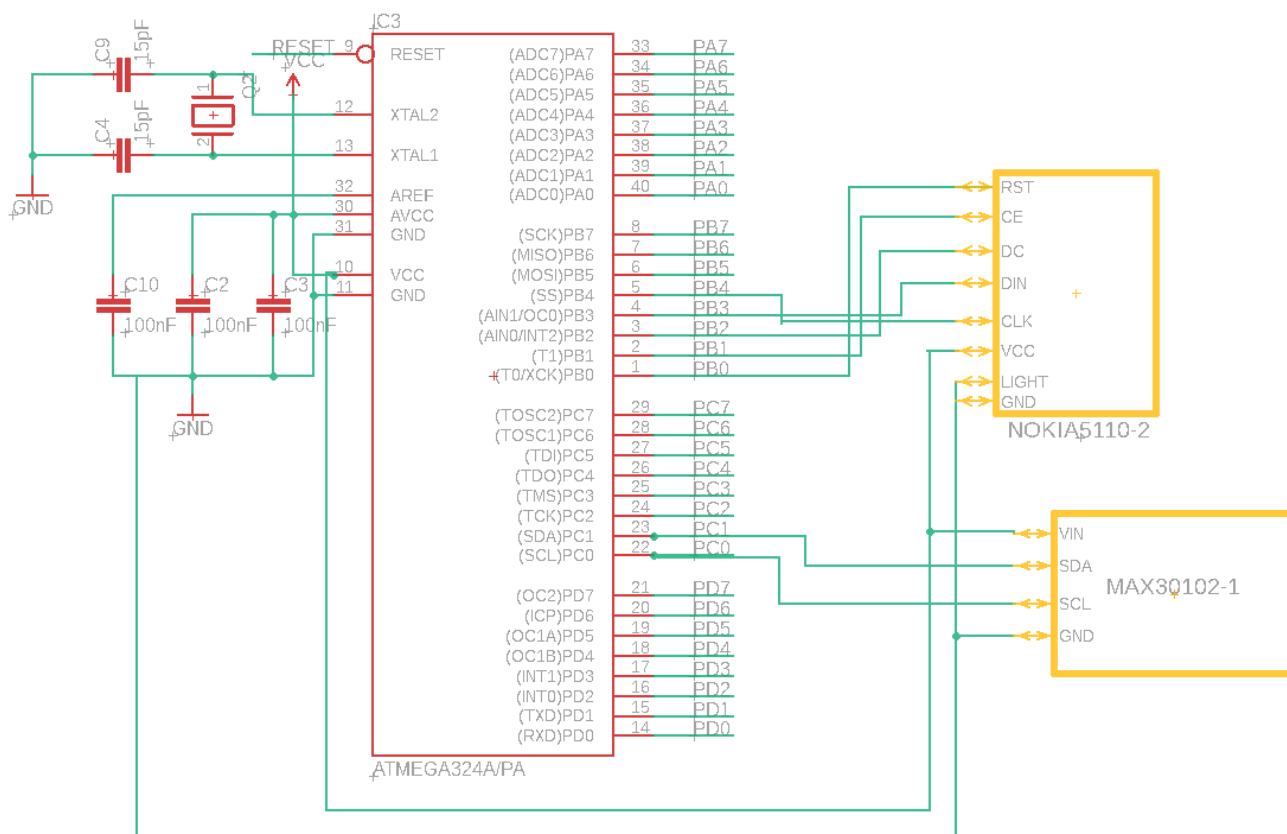 IC3
RESET
VCC
C9
15pF
Q2
1
2
C4
15pF
GND
9
12
13
32
30
31
10
11
RESET
XTAL2
XTAL1
AREF
AVCC
GND
VCC
GND
C10
100nF
C2
100nF
C3
100nF
GND
(ADC7)PA7 33 PA7
(ADC6)PA6 34 PA6
(ADC5)PA5 35 PA5
(ADC4)PA4 36 PA4
(ADC3)PA3 37 PA3
(ADC2)PA2 38 PA2
(ADC1)PA1 39 PA1
(ADC0)PA0 40 PA0
(SCK)PB7 8 PB7
(MISO)PB6 7 PB6
(MOSI)PB5 6 PB5
(SS)PB4 5 PB4
(AIN1/OC0)PB3 4 PB3
(AIN0/INT2)PB2 3 PB2
(T1)PB1 2 PB1
(T0/XCK)PB0 1 PB0
(TOSC2)PC7 29 PC7
(TOSC1)PC6 28 PC6
(TDI)PC5 27 PC5
(TDO)PC4 26 PC4
(TMS)PC3 25 PC3
(TCK)PC2 24 PC2
(SDA)PC1 23 PC1
(SCL)PC0 22 PC0
(OC2)PD7 21 PD7
(ICP)PD6 20 PD6
(OC1A)PD5 19 PD5
(OC1B)PD4 18 PD4
(INT1)PD3 17 PD3
(INT0)PD2 16 PD2
(TXD)PD1 15 PD1
(RXD)PD0 14 PD0
ATMEGA324A/PA
RST
CE
DC
DIN
CLK
VCC
LIGHT
GND
NOKIA5110-2
VIN
SDA
SCL
GND
MAX30102-1